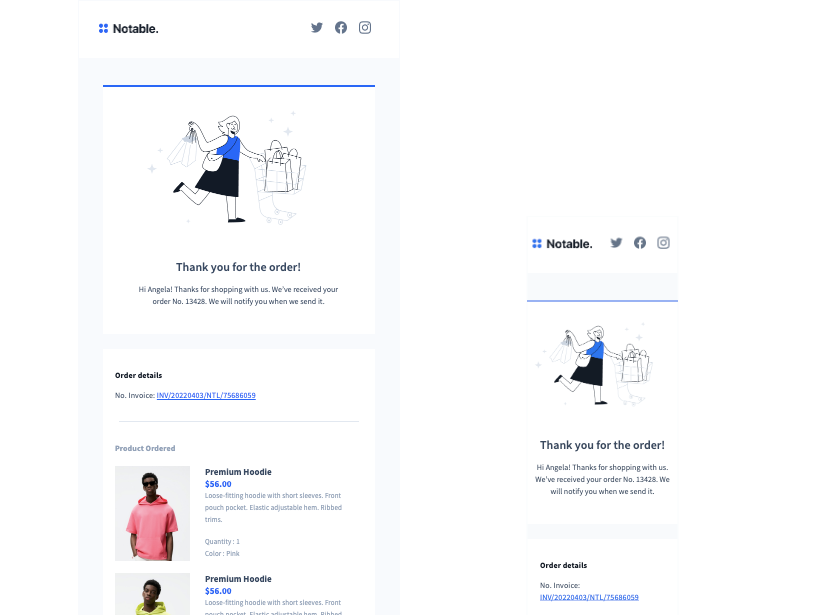 Notable.
Thank you for the order!
Hi Angela! Thanks for shopping with us. We've received your
order No. 13428. We will notify you when we send it.
Order details
No. Invoice: INV/20220403/NTL/75686059
Product Ordered
Premium Hoodie
$56.00
Loose-fitting hoodie with short sleeves. Front
pouch pocket. Elastic adjustable hem. Ribbed
trims.
Quantity : 1
Color : Pink
Premium Hoodie
$56.00
Loose-fitting hoodie with short sleeves. Front
pouch pocket. Elastic adjustable hem. Ribbed
Notable.
Thank you for the order!
Hi Angela! Thanks for shopping with us.
We've received your order No. 13428. We
will notify you when we send it.
Order details
No. Invoice:
INV/20220403/NTL/75686059